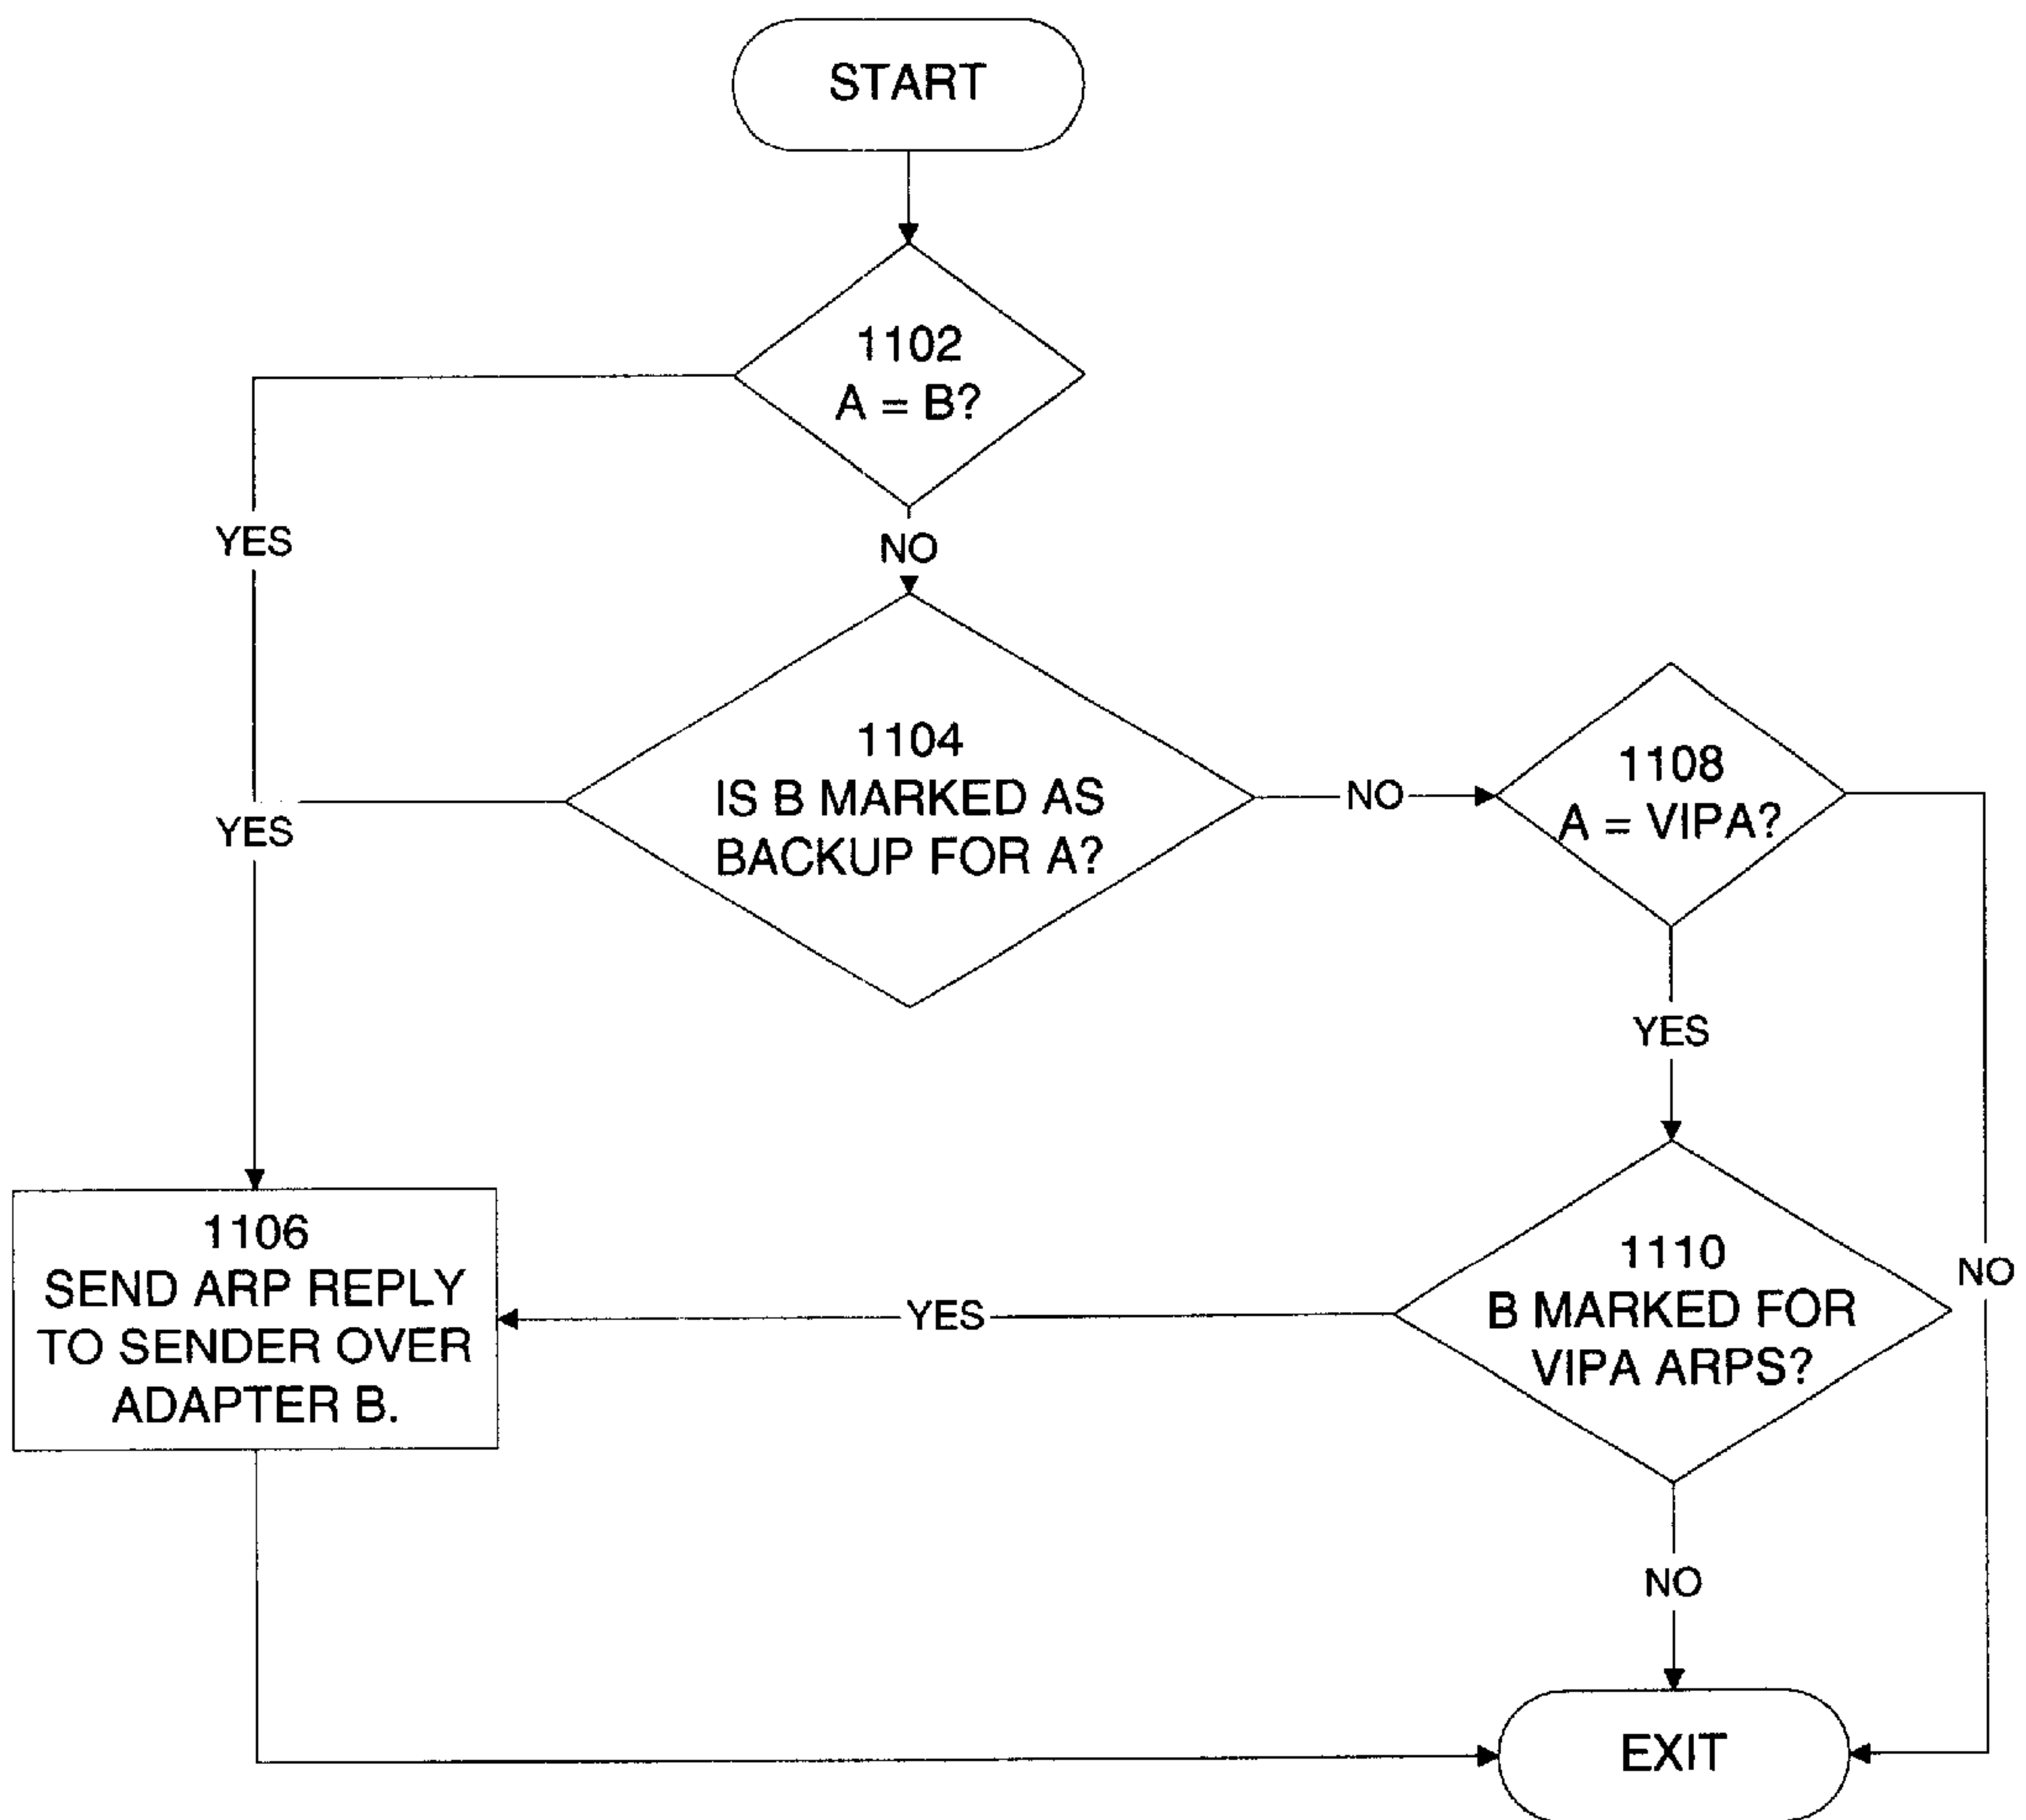 START
1102
A = B?
YES
NO
1104
IS B MARKED AS
BACKUP FOR A?
NO
1108
A = VIPA?
YES
YES
1106
SEND ARP REPLY
TO SENDER OVER
ADAPTER B.
YES
1110
B MARKED FOR
VIPA ARPS?
NO
NO
EXIT